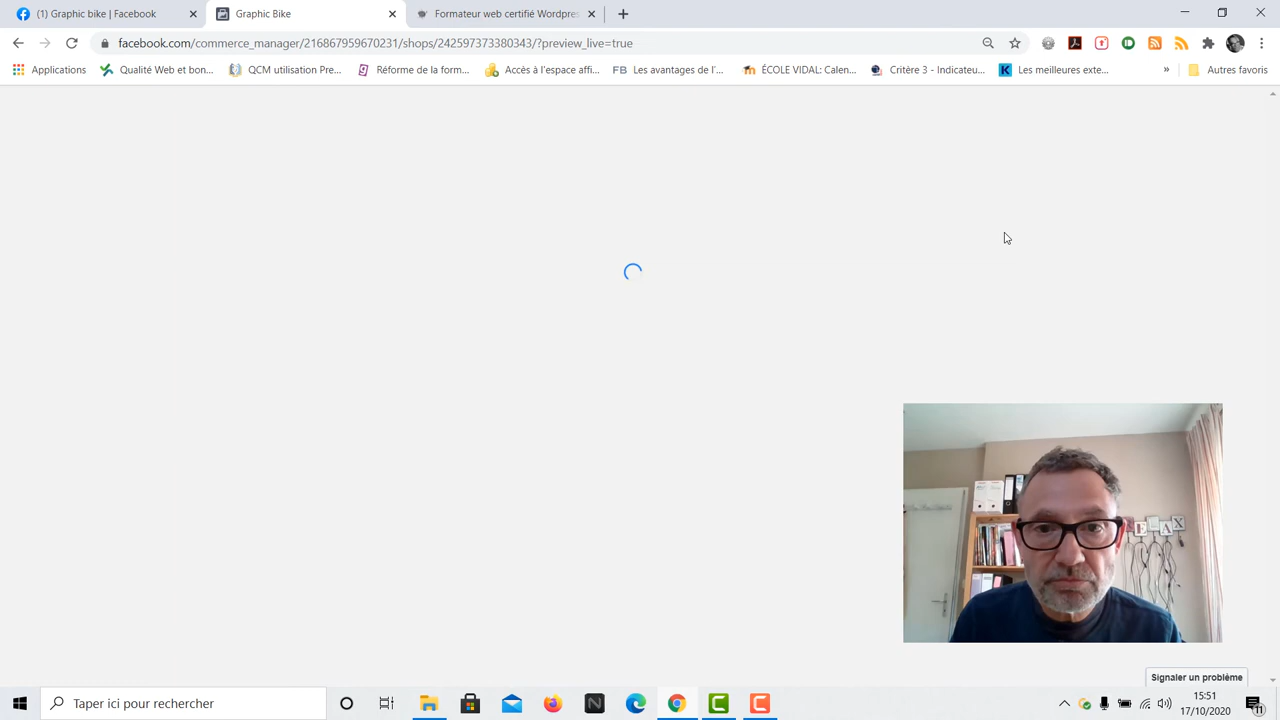 (1) Graphic bike | Facebook
Graphic Bike
Formateur web certifié Wordpres
facebook.com/commerce_manager/216867959670231/shops/242597373380343/?preview_live=true
Applications
Qualité Web et bon...
QCM utilisation Pre...
Réforme de la form...
Accès à l'espace affi...
FB
Les avantages de l'...
ÉCOLE VIDAL: Calen...
Critère 3 - Indicateu...
K
Les meilleures exte...
»
Autres favoris
E
A
X
Signaler un problème
Taper ici pour rechercher
15:51
17/10/2020
11